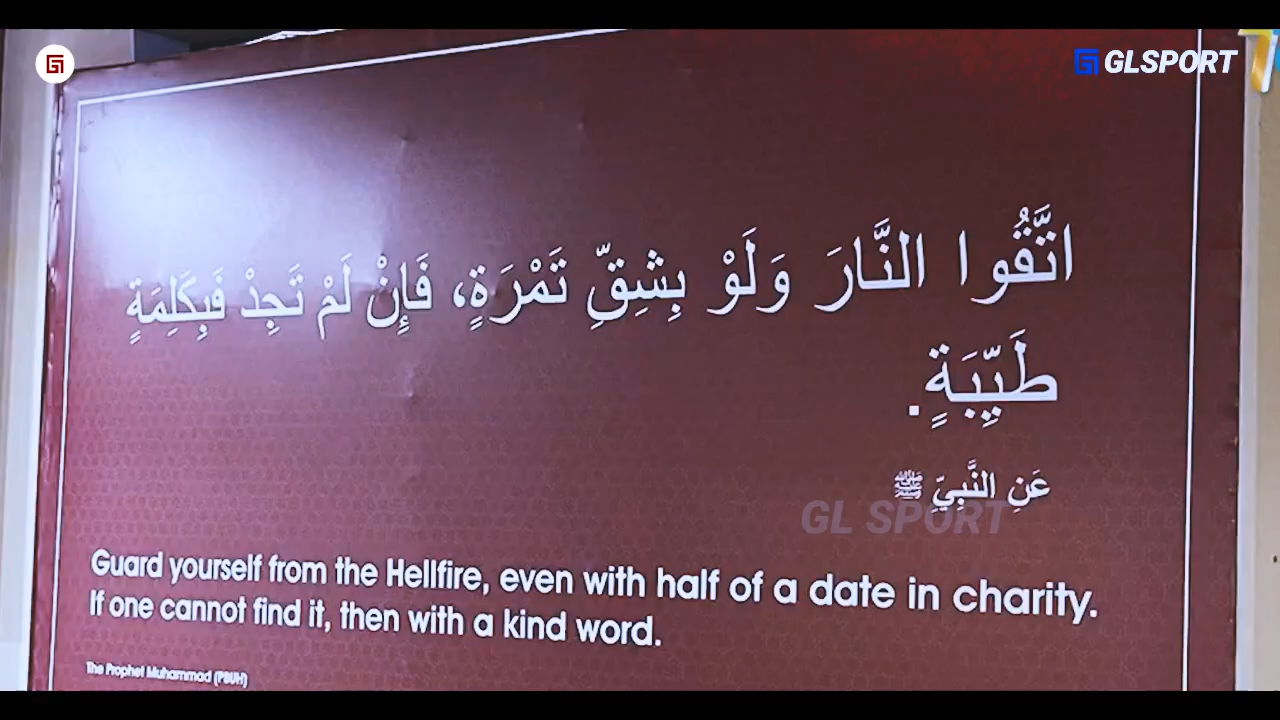 GLSPORT
اتَّقُوا النَّارَ وَلَوْ بِشِقِّ تَمْرَةٍ، فَإِنْ لَمْ تَجِدْ فَبِكَلِمَةٍ
طَيِّبَةٍ.
عَنِ النَّبِيِّ ﷺ
GL SPORT
Guard yourself from the Hellfire, even with half of a date in charity.
If one cannot find it, then with a kind word.
The Prophet Muhammad (PBUH)